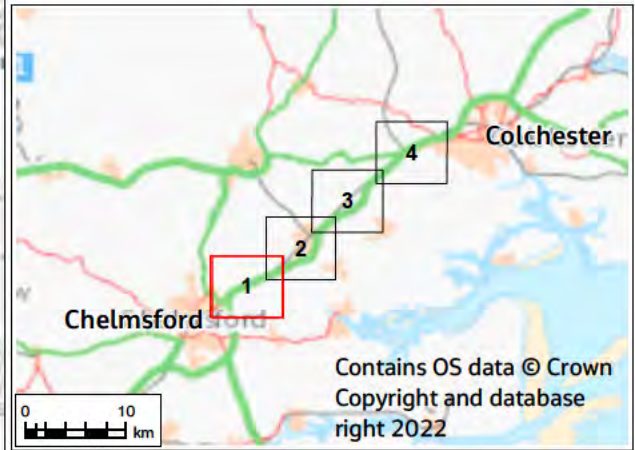 Colchester
4
3
2
1
Chelmsford
Contains OS data © Crown
Copyright and database
right 2022
0 10
km